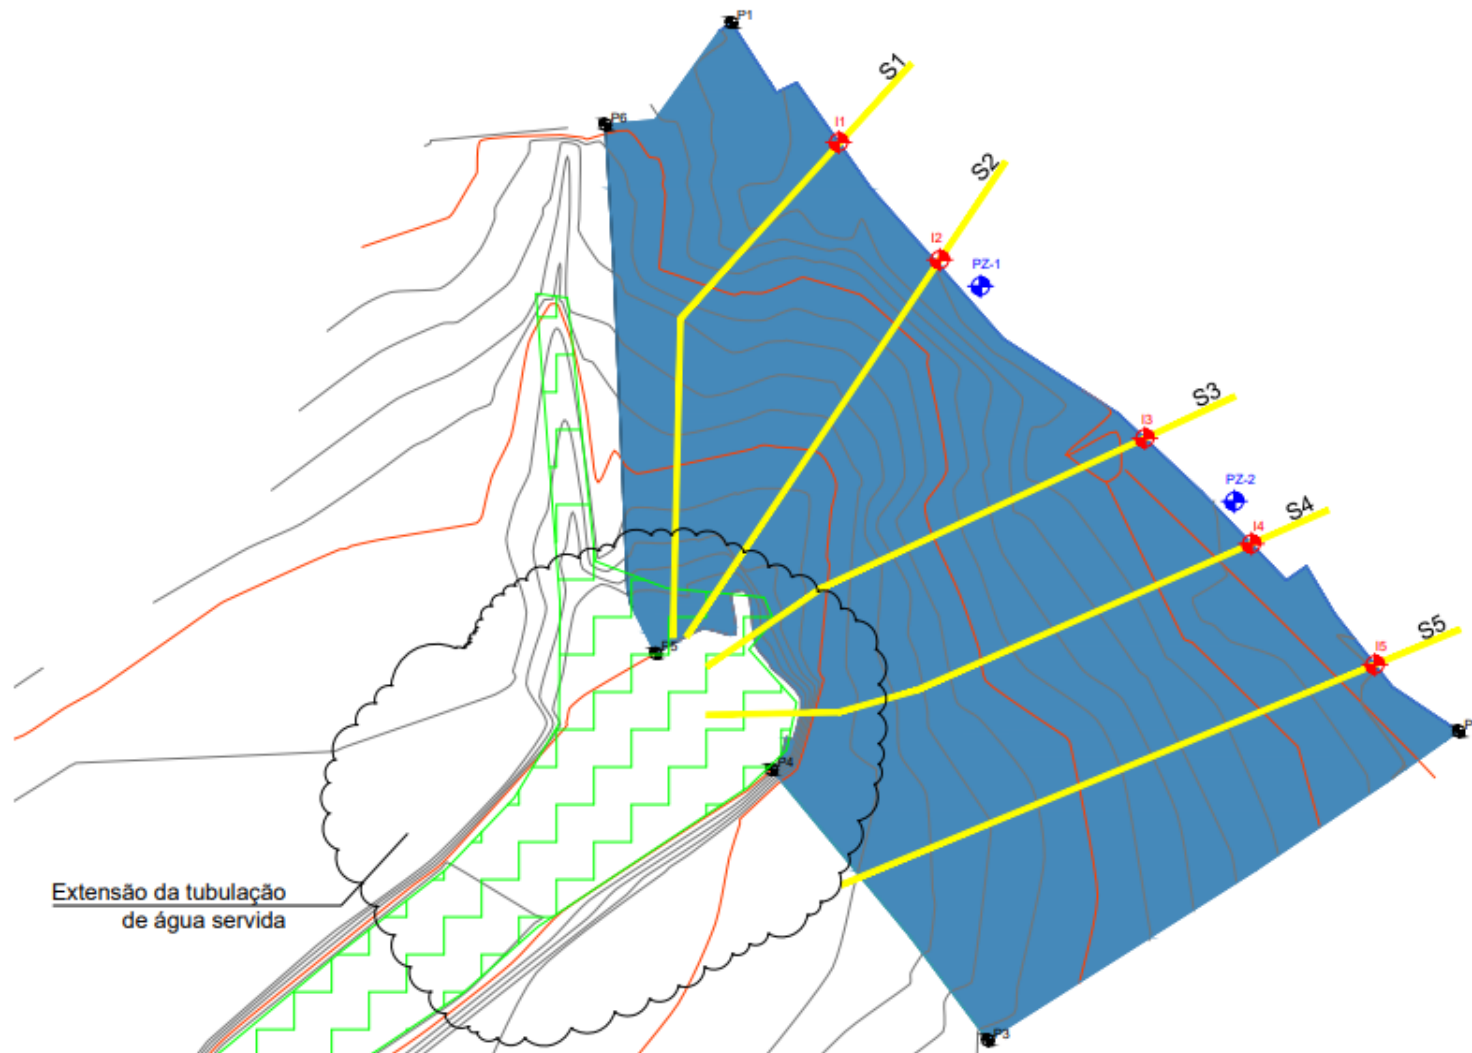 P1
S1
P6
I1
S2
I2
PZ-1
S3
I3
PZ-2
S4
I4
S5
P5
I5
P
P4
Extensão da tubulação
de água servida
P3